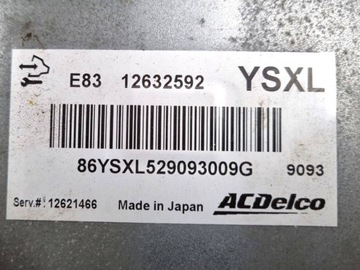 E83 12632592 YSXL
86YSXL529093009G 9093
Serv.#: 12621466 Made in Japan ACDelco